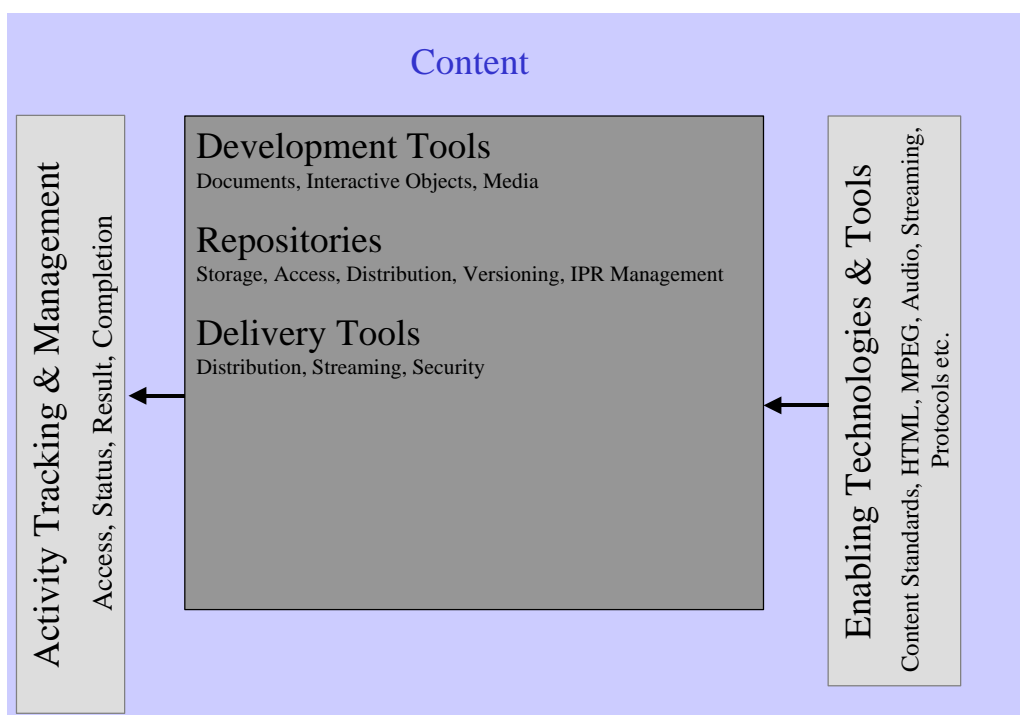 Content
Activity Tracking & Management
Access, Status, Result, Completion
Development Tools
Documents, Interactive Objects, Media
Repositories
Storage, Access, Distribution, Versioning, IPR Management
Delivery Tools
Distribution, Streaming, Security
Enabling Technologies & Tools
Content Standards, HTML, MPEG, Audio, Streaming,
Protocols etc.